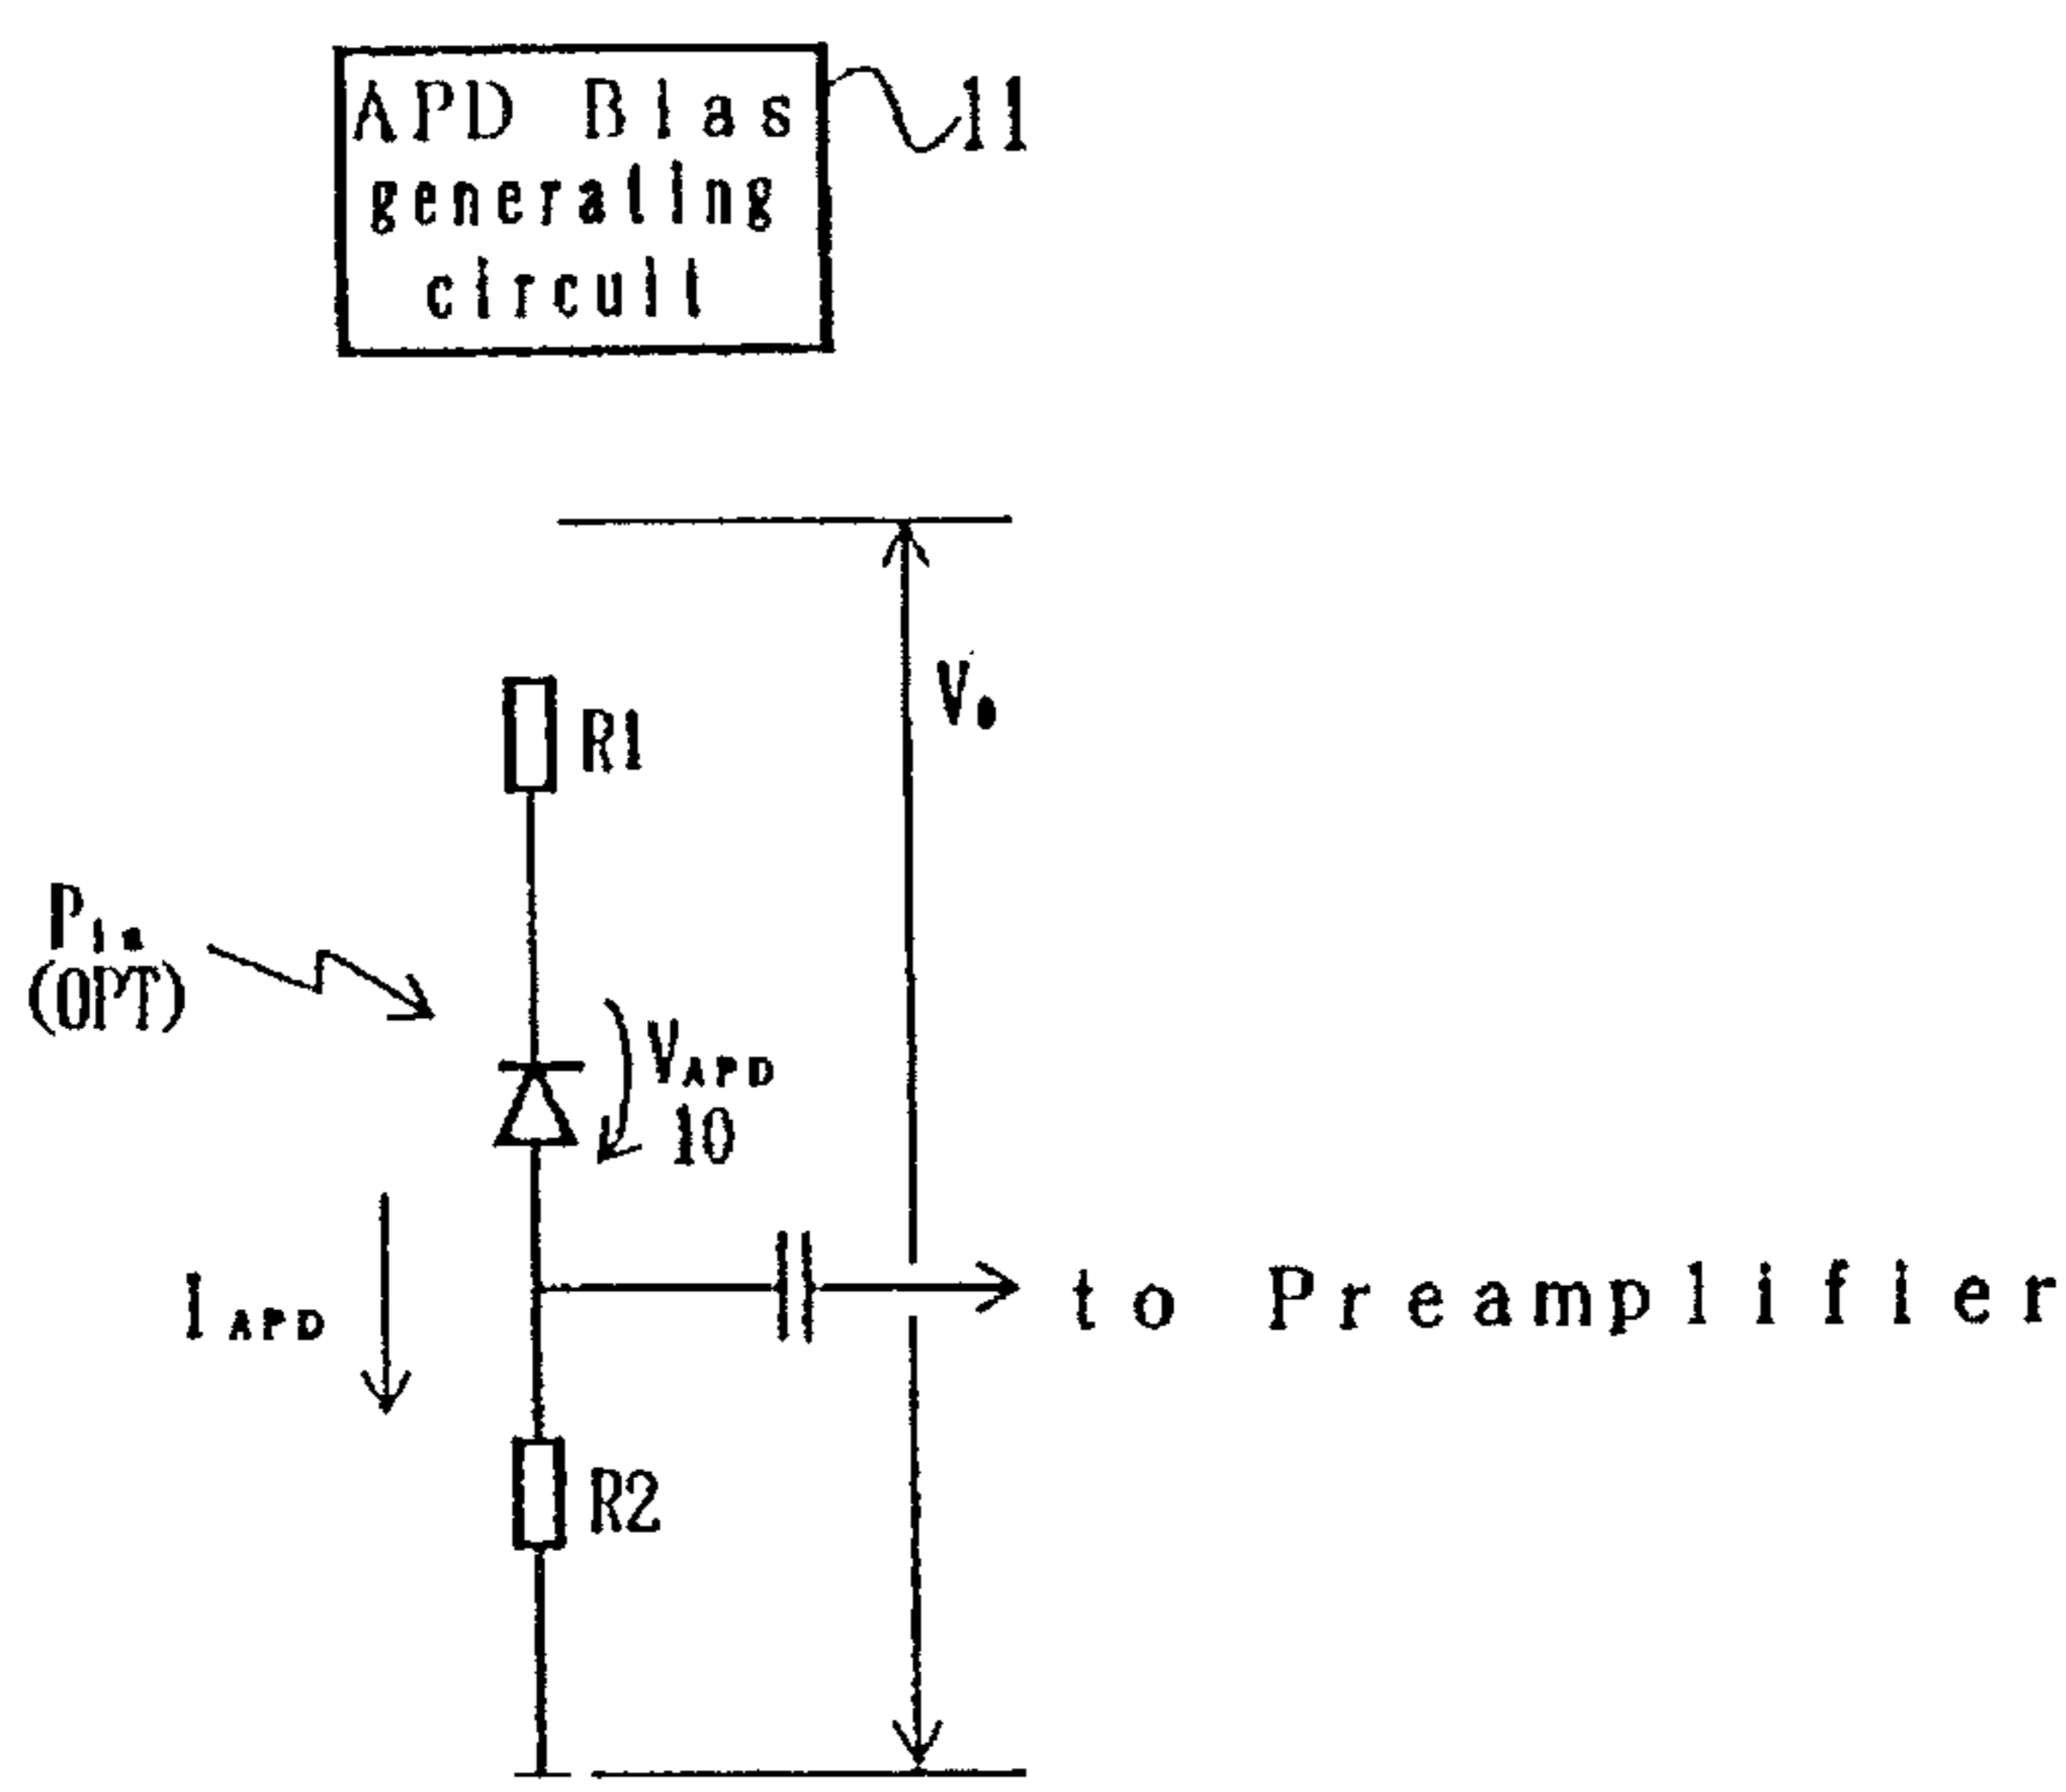 APD Bias
11
generating
circuit
V0
R1
Pin
(OPT)
VAPD
10
to Preamplifier
IAPD
R2